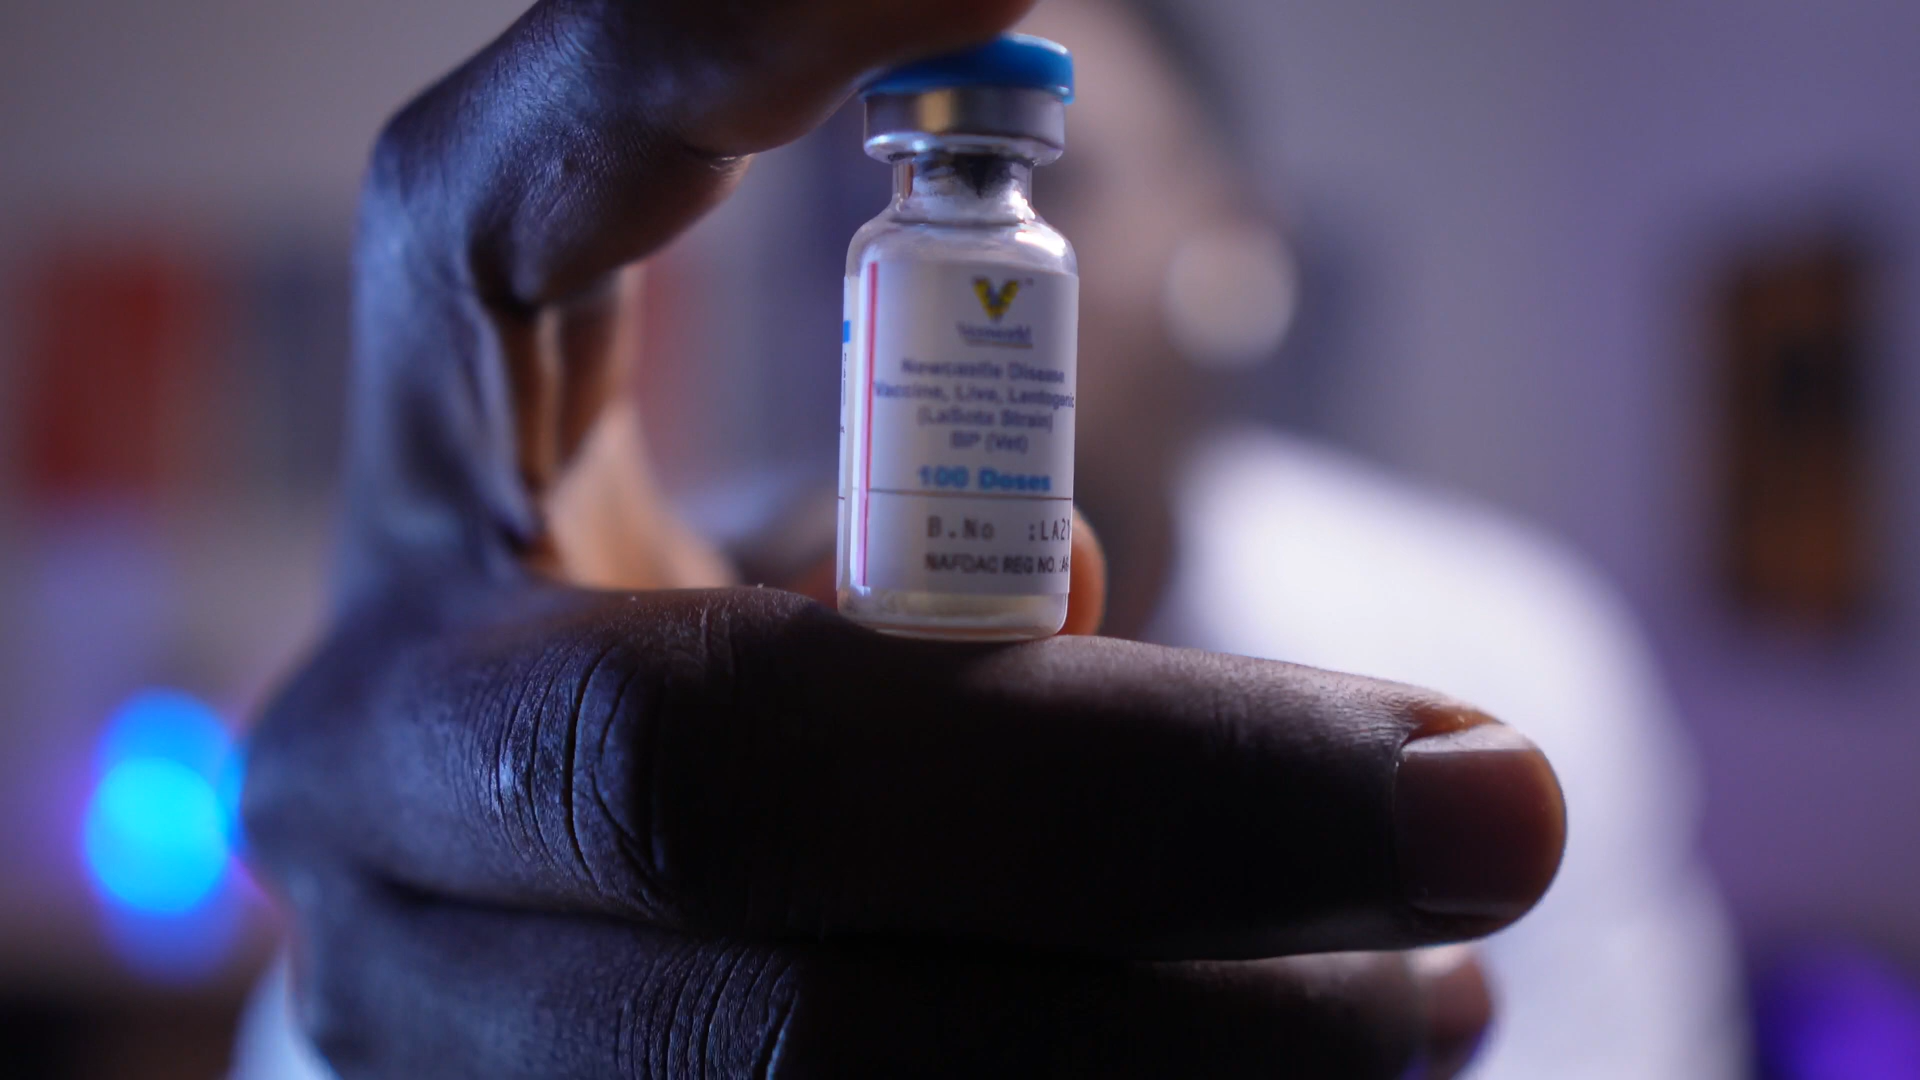 Newcastle Disease
Vaccine, Live, Lentogenic
(LaSota Strain)
BP (Vet)
100 Doses
B.No :LA2
NAFDAC REG NO. :A